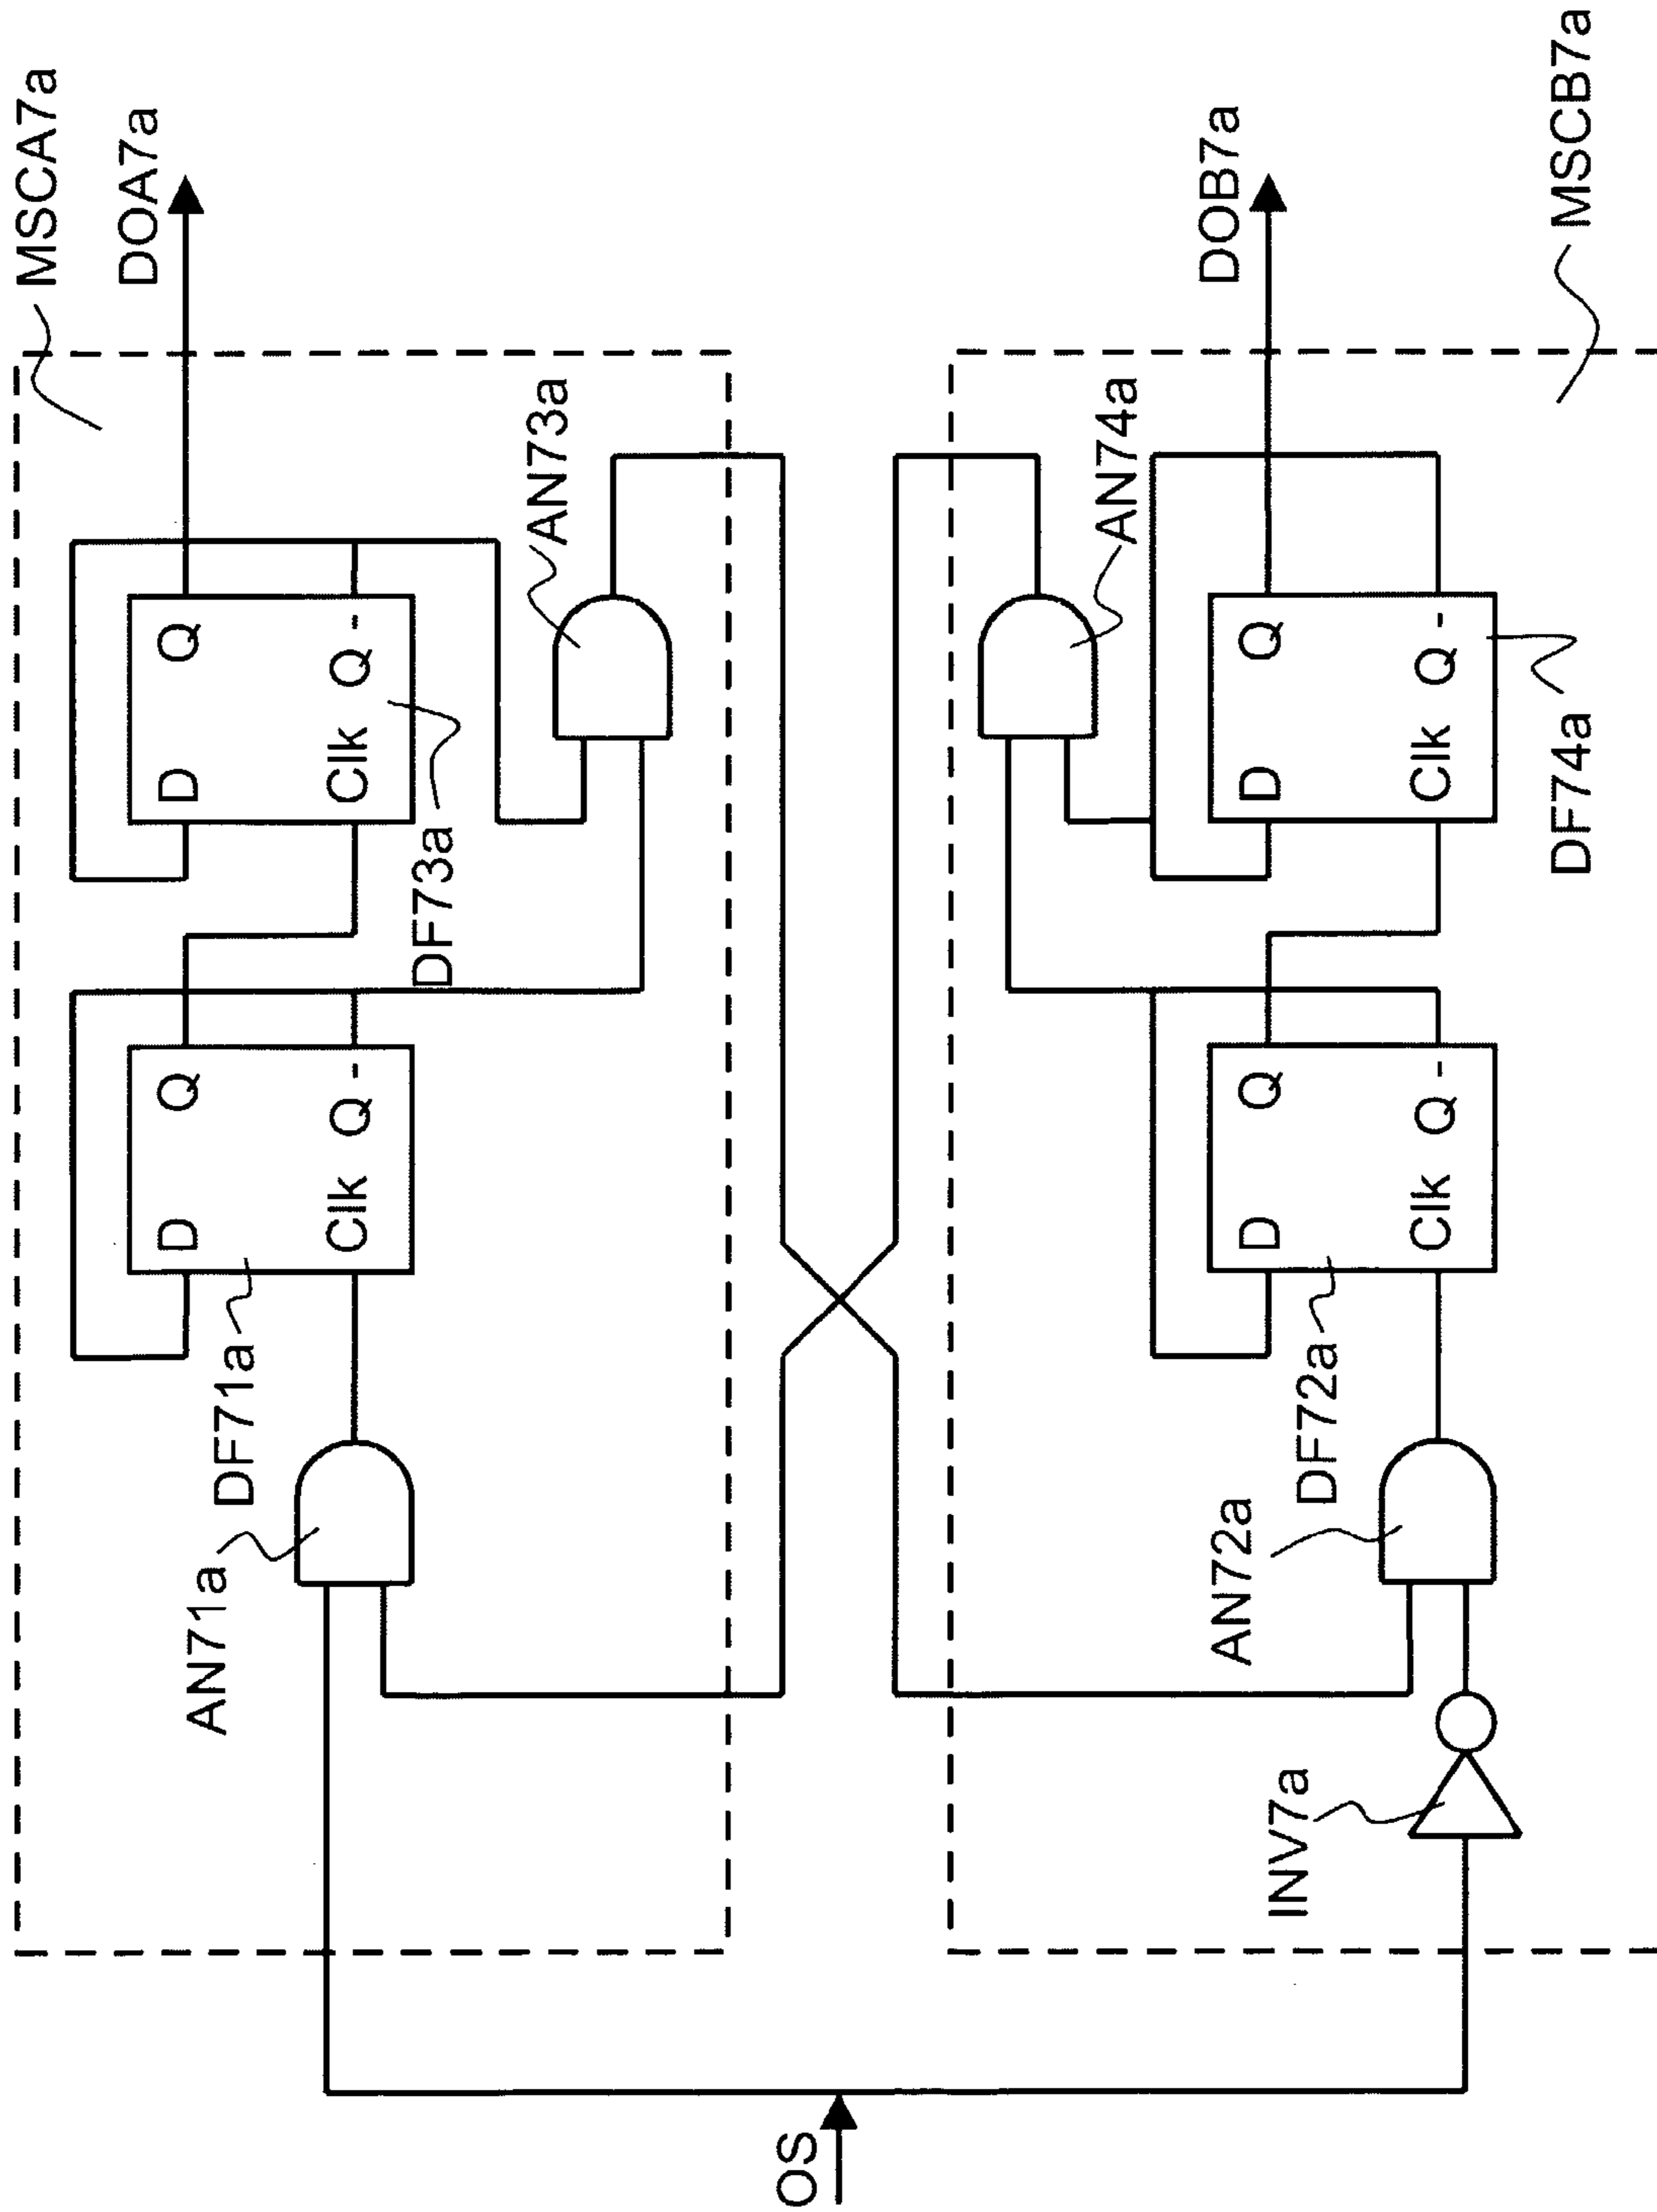 MSCA7a
DOA7a
D
Q
Clk
Q -
DF71a
D
Q
Clk
Q -
DF73a
AN71a
AN73a
OS
AN74a
DOB7a
D
Q
Clk
Q -
DF72a
D
Q
Clk
Q -
DF74a
AN72a
INV7a
MSCB7a